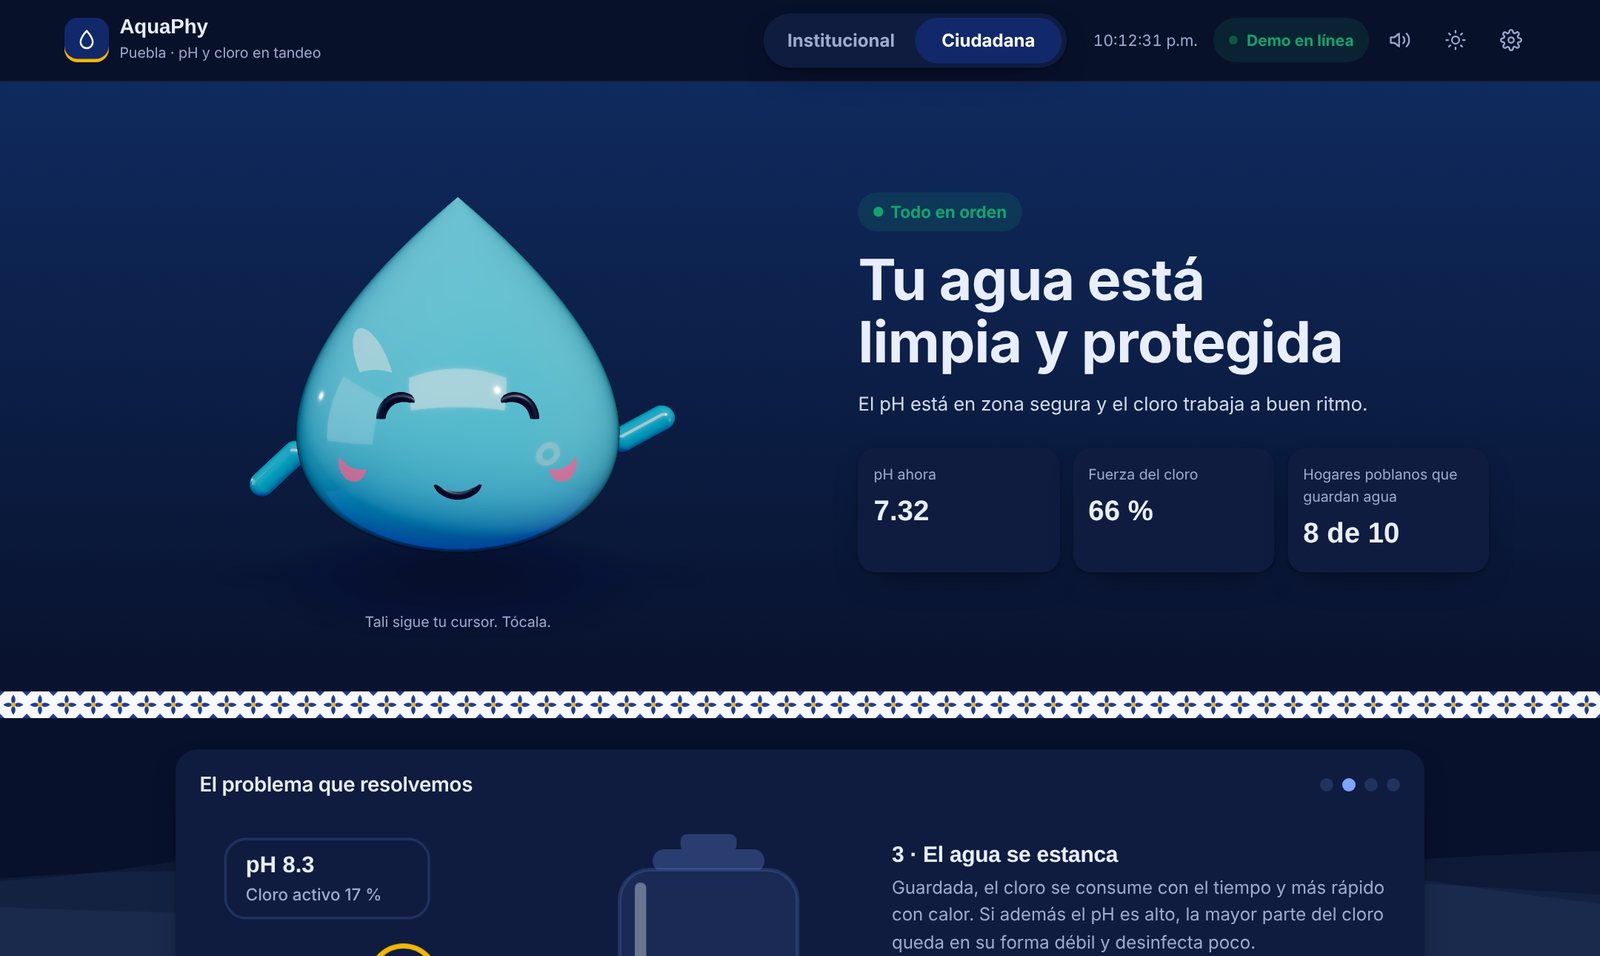 AquaPhy
Puebla · pH y cloro en tandeo
Institucional
Ciudadana
10:12:31 p.m.
Demo en línea
Todo en orden
Tu agua está
limpia y protegida
El pH está en zona segura y el cloro trabaja a buen ritmo.
pH ahora
7.32
Fuerza del cloro
66 %
Hogares poblanos que
guardan agua
8 de 10
Tali sigue tu cursor. Tócala.
El problema que resolvemos
pH 8.3
Cloro activo 17 %
3 · El agua se estanca
Guardada, el cloro se consume con el tiempo y más rápido
con calor. Si además el pH es alto, la mayor parte del cloro
queda en su forma débil y desinfecta poco.